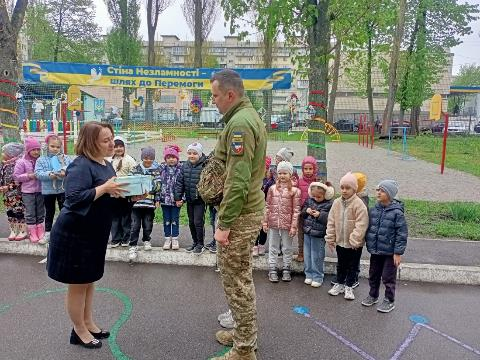 Стіна Незламності -
шлях до Перемоги